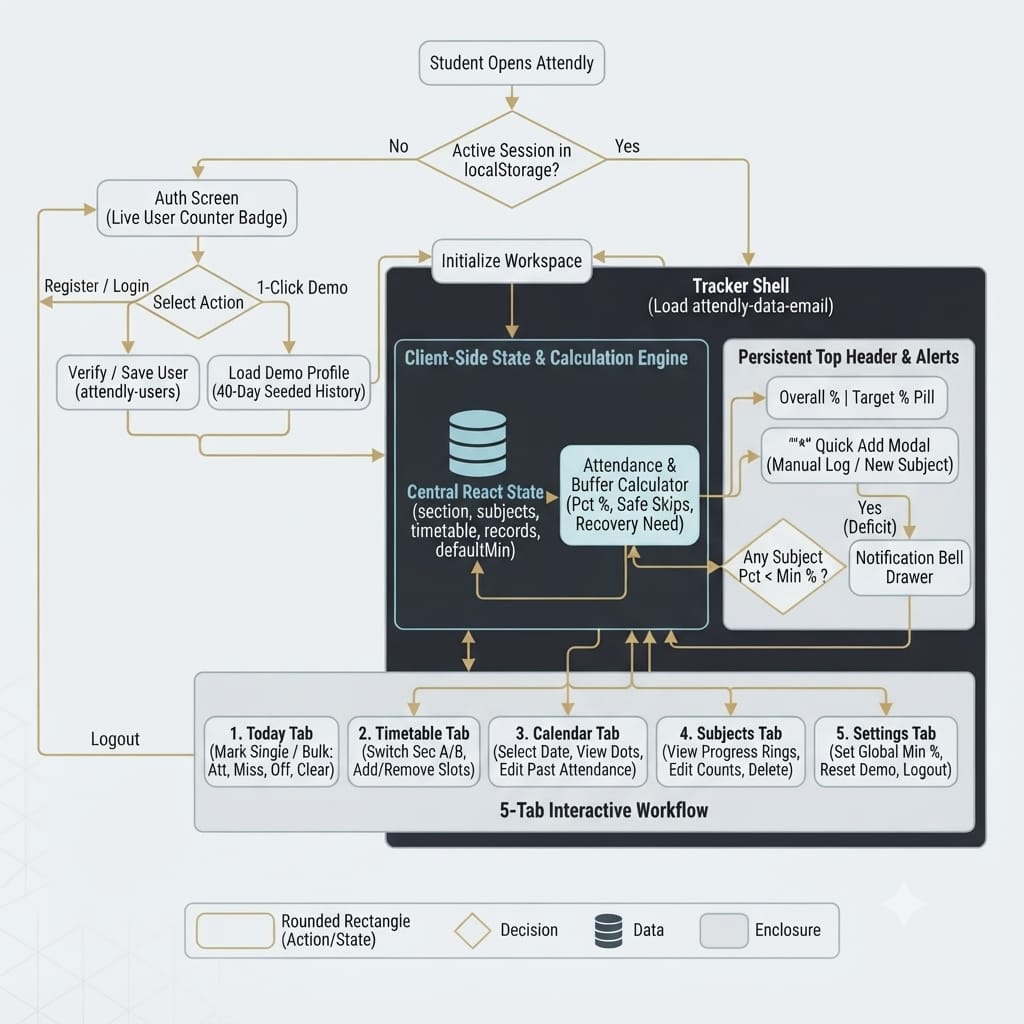 Student Opens Attendly
Active Session in
localStorage?
No
Yes
Auth Screen
(Live User Counter Badge)
Initialize Workspace
Register / Login
Select Action
1-Click Demo
Verify / Save User
(attendly-users)
Load Demo Profile
(40-Day Seeded History)
Tracker Shell
(Load attendly-data-email)
Client-Side State & Calculation Engine
Central React State
(section, subjects,
timetable, records,
defaultMin)
Attendance &
Buffer Calculator
(Pct %, Safe Skips,
Recovery Need)
Persistent Top Header & Alerts
Overall % | Target % Pill
Quick Add Modal
(Manual Log / New Subject)
Yes
(Deficit)
Any Subject
Pct < Min % ?
Notification Bell
Drawer
Logout
1. Today Tab
(Mark Single / Bulk:
Att, Miss, Off, Clear)
2. Timetable Tab
(Switch Sec A/B,
Add/Remove Slots)
3. Calendar Tab
(Select Date, View Dots,
Edit Past Attendance)
4. Subjects Tab
(View Progress Rings,
Edit Counts, Delete)
5. Settings Tab
(Set Global Min %,
Reset Demo, Logout)
5-Tab Interactive Workflow
Rounded Rectangle
(Action/State)
Decision
Data
Enclosure